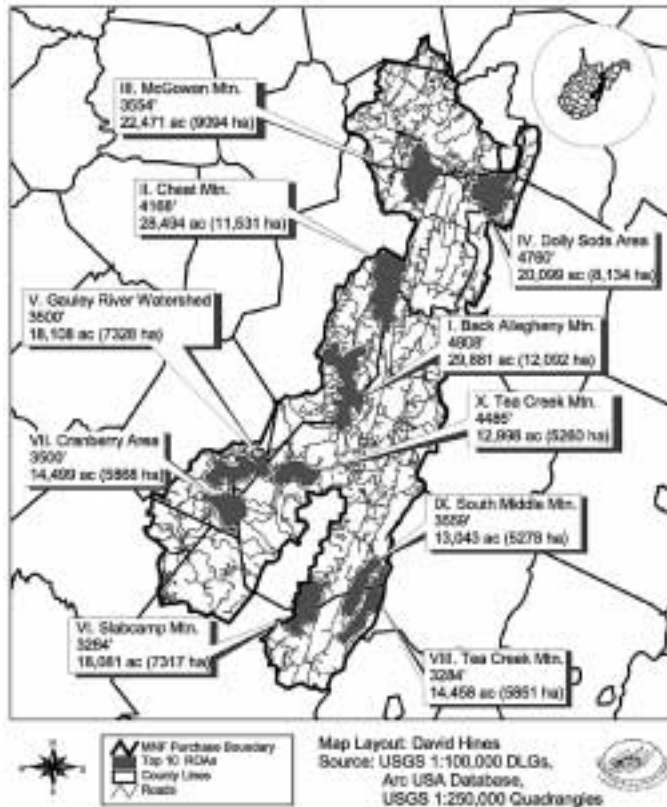 III. McGowan Mtn.
3554'
22,471 ac (9094 ha)
II. Cheat Mtn.
4168'
28,494 ac (11,531 ha)
IV. Dolly Sods Area
4760'
20,099 ac (8,134 ha)
V. Gauley River Watershed
3500'
18,108 ac (7328 ha)
I. Back Allegheny Mtn.
4808'
29,881 ac (12,092 ha)
X. Tea Creek Mtn.
4485'
12,998 ac (5260 ha)
VII. Cranberry Area
3500'
14,499 ac (5868 ha)
IX. South Middle Mtn.
3559'
13,043 ac (5278 ha)
VI. Slabcamp Mtn.
3284'
18,081 ac (7317 ha)
VIII. Tea Creek Mtn.
3284'
14,458 ac (5851 ha)
MNF Purchase Boundary
Top 10 ROAs
County Lines
Roads
Map Layout: David Hines
Source: USGS 1:100,000 DLGs,
Arc USA Database,
USGS 1:250,000 Quadrangles